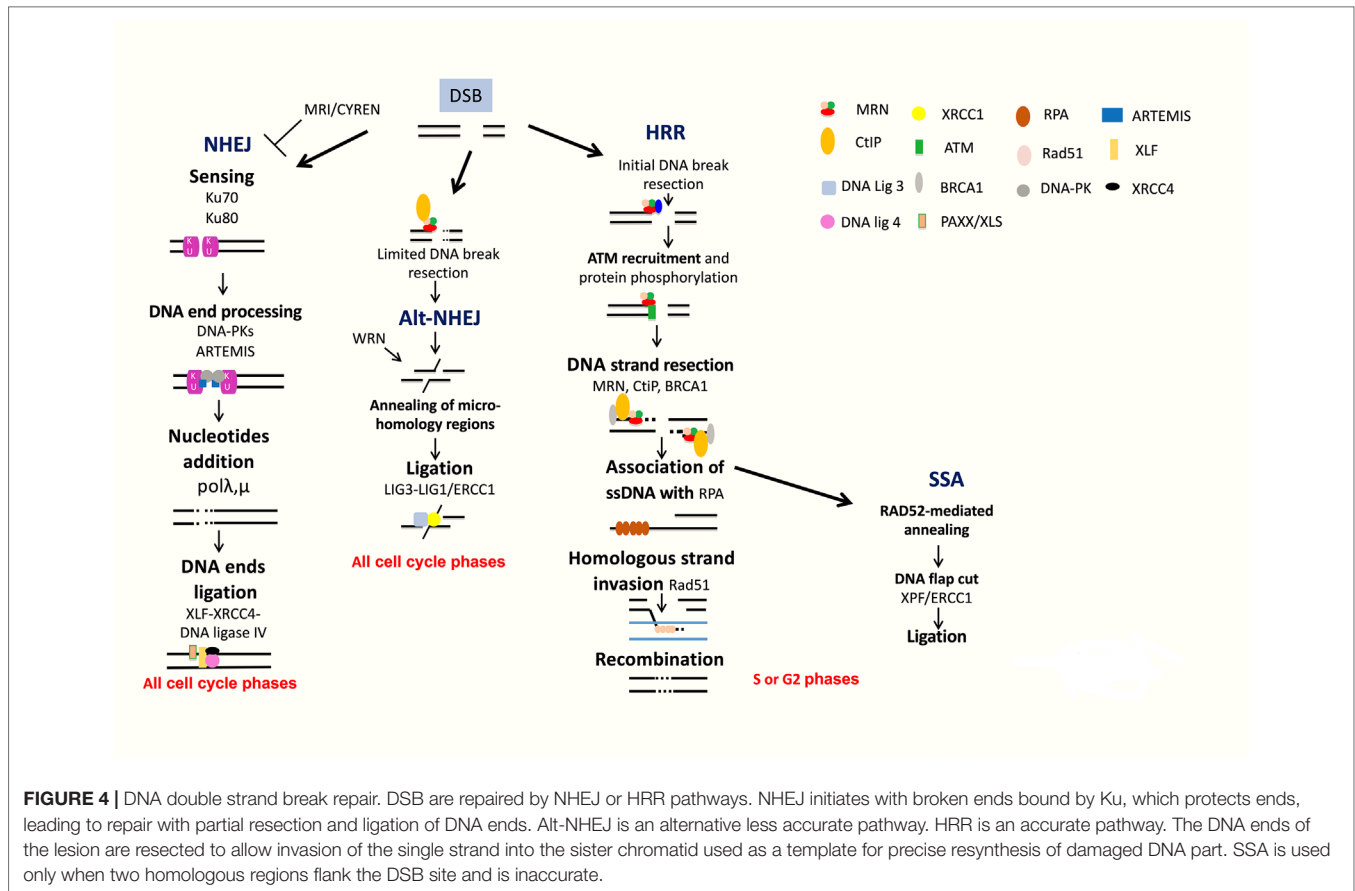 DSB
MRI/CYREN
NHEJ
Sensing
Ku70
Ku80
K
U
K
U
DNA end processing
DNA-PKs
ARTEMIS
K
U
K
U
Nucleotides
addition
polλ,μ
DNA ends
ligation
XLF-XRCC4-
DNA ligase IV
All cell cycle phases
Limited DNA break
resection
Alt-NHEJ
WRN
Annealing of micro-
homology regions
Ligation
LIG3-LIG1/ERCC1
All cell cycle phases
HRR
Initial DNA break
resection
ATM recruitment and
protein phosphorylation
DNA strand resection
MRN, CtiP, BRCA1
Association of
ssDNA with RPA
Homologous strand
invasion Rad51
Recombination
S or G2 phases
SSA
RAD52-mediated
annealing
DNA flap cut
XPF/ERCC1
Ligation
MRN
XRCC1
RPA
ARTEMIS
CtIP
ATM
Rad51
XLF
DNA Lig 3
BRCA1
DNA-PK
XRCC4
DNA lig 4
PAXX/XLS
FIGURE 4 | DNA double strand break repair. DSB are repaired by NHEJ or HRR pathways. NHEJ initiates with broken ends bound by Ku, which protects ends,
leading to repair with partial resection and ligation of DNA ends. Alt-NHEJ is an alternative less accurate pathway. HRR is an accurate pathway. The DNA ends of
the lesion are resected to allow invasion of the single strand into the sister chromatid used as a template for precise resynthesis of damaged DNA part. SSA is used
only when two homologous regions flank the DSB site and is inaccurate.